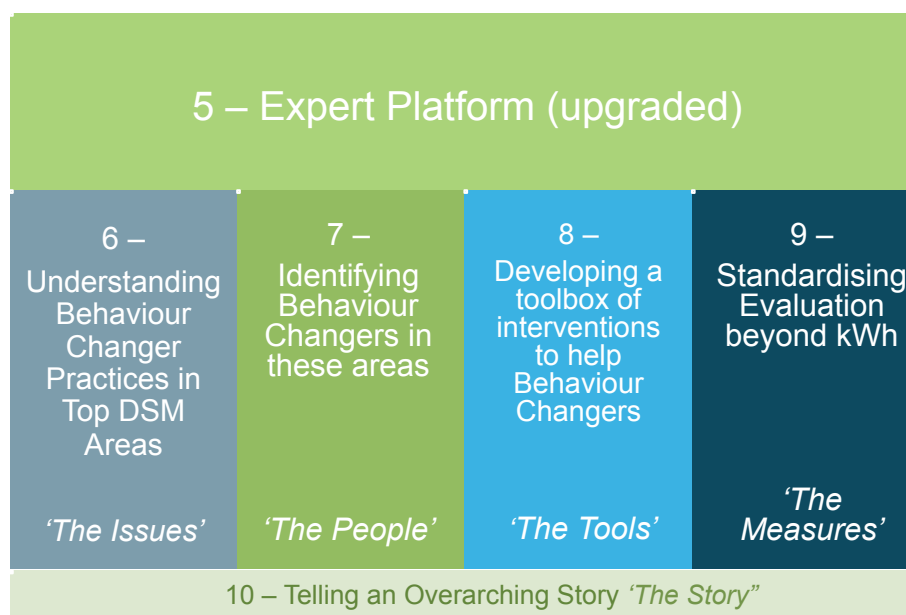 5 – Expert Platform (upgraded)
6 –
Understanding
Behaviour
Changer
Practices in
Top DSM
Areas
‘The Issues’
7 –
Identifying
Behaviour
Changers in
these areas
‘The People’
8 –
Developing a
toolbox of
interventions
to help
Behaviour
Changers
‘The Tools’
9 –
Standardising
Evaluation
beyond kWh
‘The
Measures’
10 – Telling an Overarching Story ‘The Story”